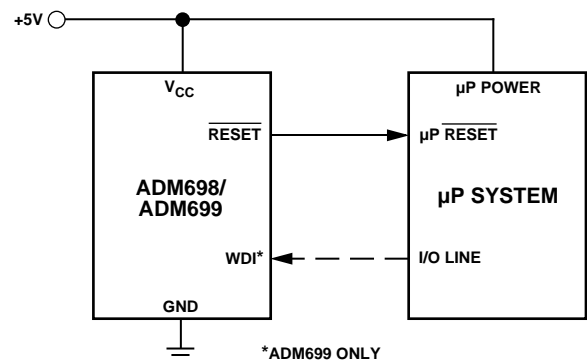 +5V
VCC
µP POWER
RESET
µP RESET
ADM698/
ADM699
µP SYSTEM
WDI*
I/O LINE
GND
*ADM699 ONLY